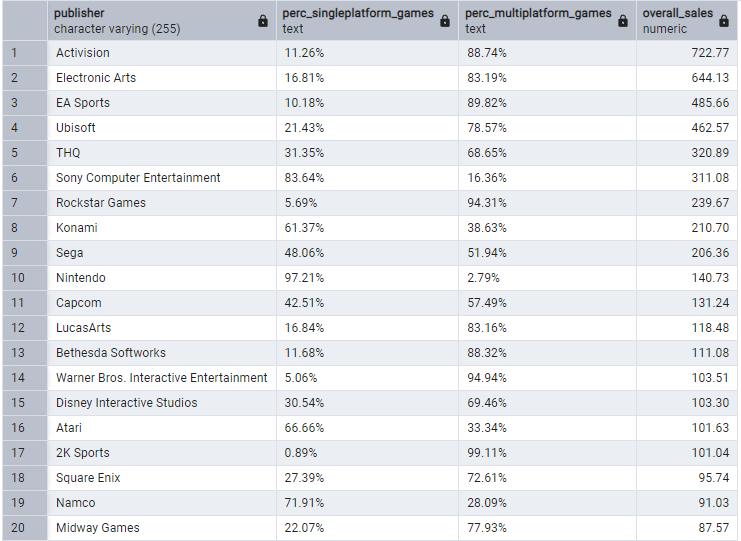 publisher perc_singleplatform_games perc_multiplatform_games overall_sales
character varying (255) text text numeric
1 Activision 11.26% 88.74% 722.77
2 Electronic Arts 16.81% 83.19% 644.13
3 EA Sports 10.18% 89.82% 485.66
4 Ubisoft 21.43% 78.57% 462.57
5 THQ 31.35% 68.65% 320.89
6 Sony Computer Entertainment 83.64% 16.36% 311.08
7 Rockstar Games 5.69% 94.31% 239.67
8 Konami 61.37% 38.63% 210.70
9 Sega 48.06% 51.94% 206.36
10 Nintendo 97.21% 2.79% 140.73
11 Capcom 42.51% 57.49% 131.24
12 LucasArts 16.84% 83.16% 118.48
13 Bethesda Softworks 11.68% 88.32% 111.08
14 Warner Bros. Interactive Entertainment 5.06% 94.94% 103.51
15 Disney Interactive Studios 30.54% 69.46% 103.30
16 Atari 66.66% 33.34% 101.63
17 2K Sports 0.89% 99.11% 101.04
18 Square Enix 27.39% 72.61% 95.74
19 Namco 71.91% 28.09% 91.03
20 Midway Games 22.07% 77.93% 87.57